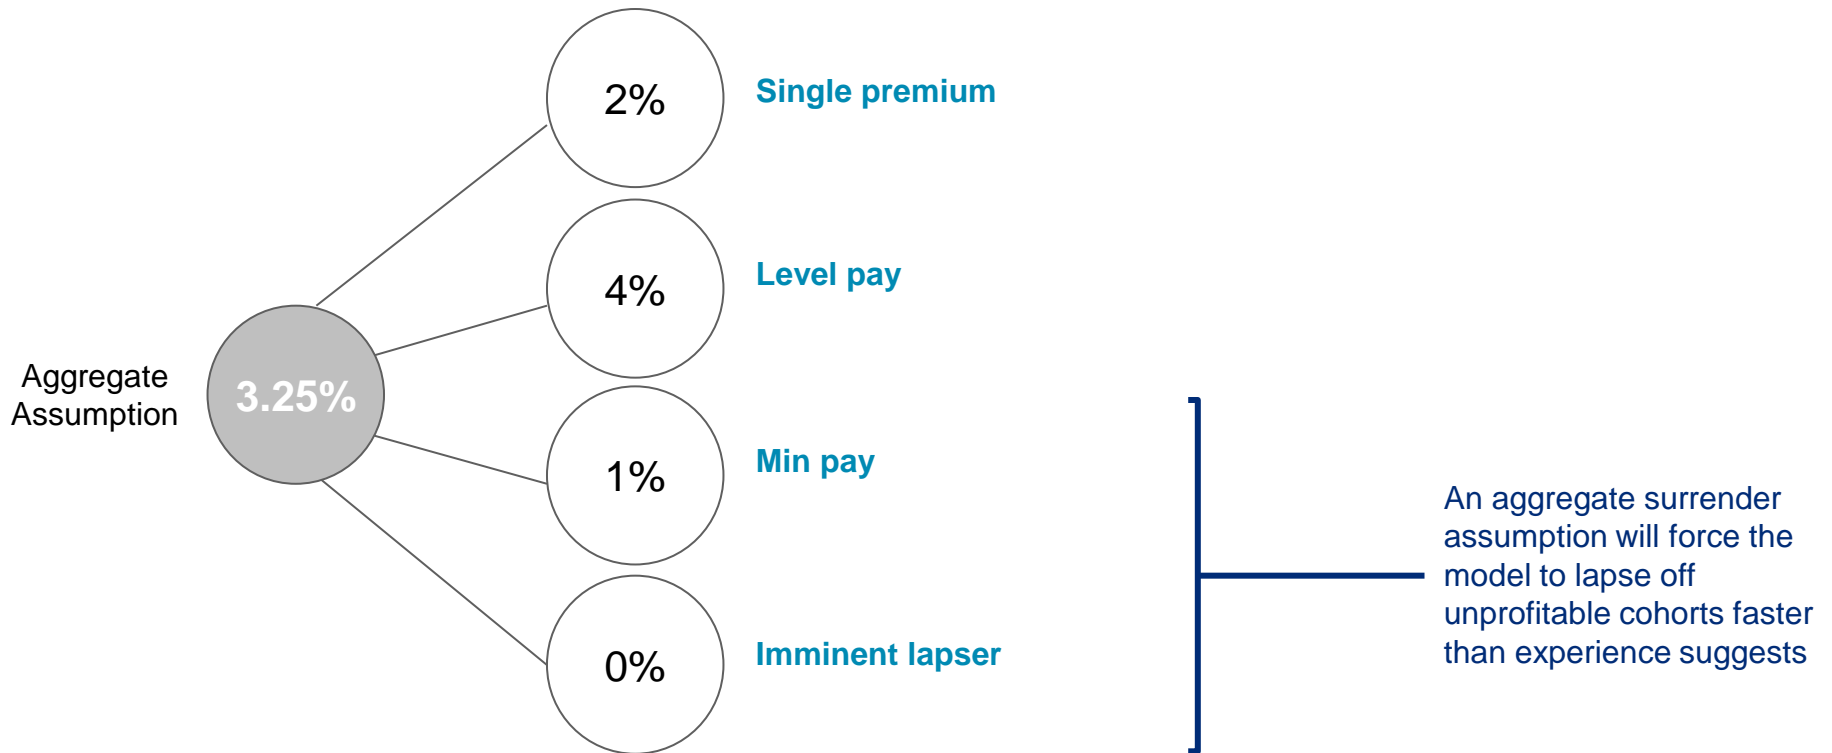 Aggregate
Assumption
3.25%
2%
Single premium
4%
Level pay
1%
Min pay
0%
Imminent lapser
An aggregate surrender
assumption will force the
model to lapse off
unprofitable cohorts faster
than experience suggests